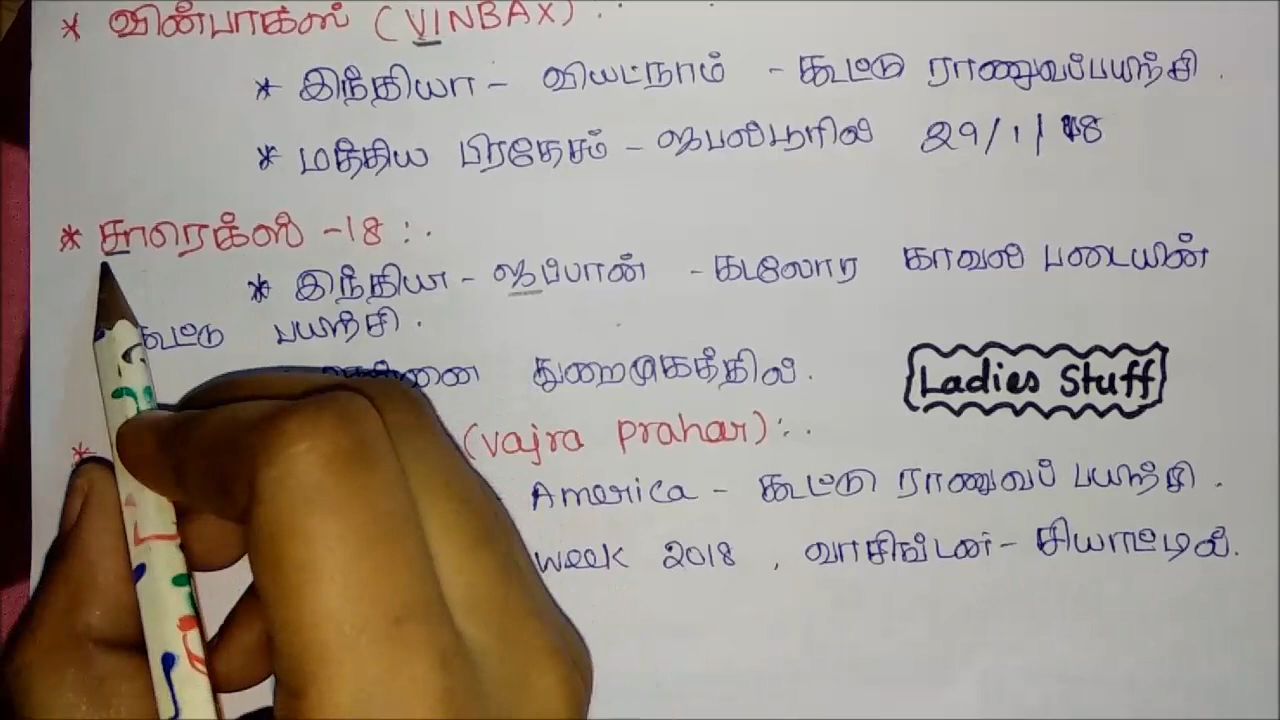 * வின்பாக்ஸ் (VINBAX) : .
* இந்தியா - வியட்நாம் - கூட்டு ராணுவப்பயிற்சி .
* மத்திய பிரதேசம் - ஜபல்பூரில் 29/1/18
* சாரெக்ஸ் -18 : .
* இந்தியா - ஜப்பான் - கடலோர காவல் படையின்
கூட்டு பயிற்சி .
துறைமுகத்தில் .
Ladies Stuff
* (Vajra Prahar) : .
America - கூட்டு ராணுவப் பயிற்சி .
week 2018 , வாசிங்டன் - சியாட்டில் .